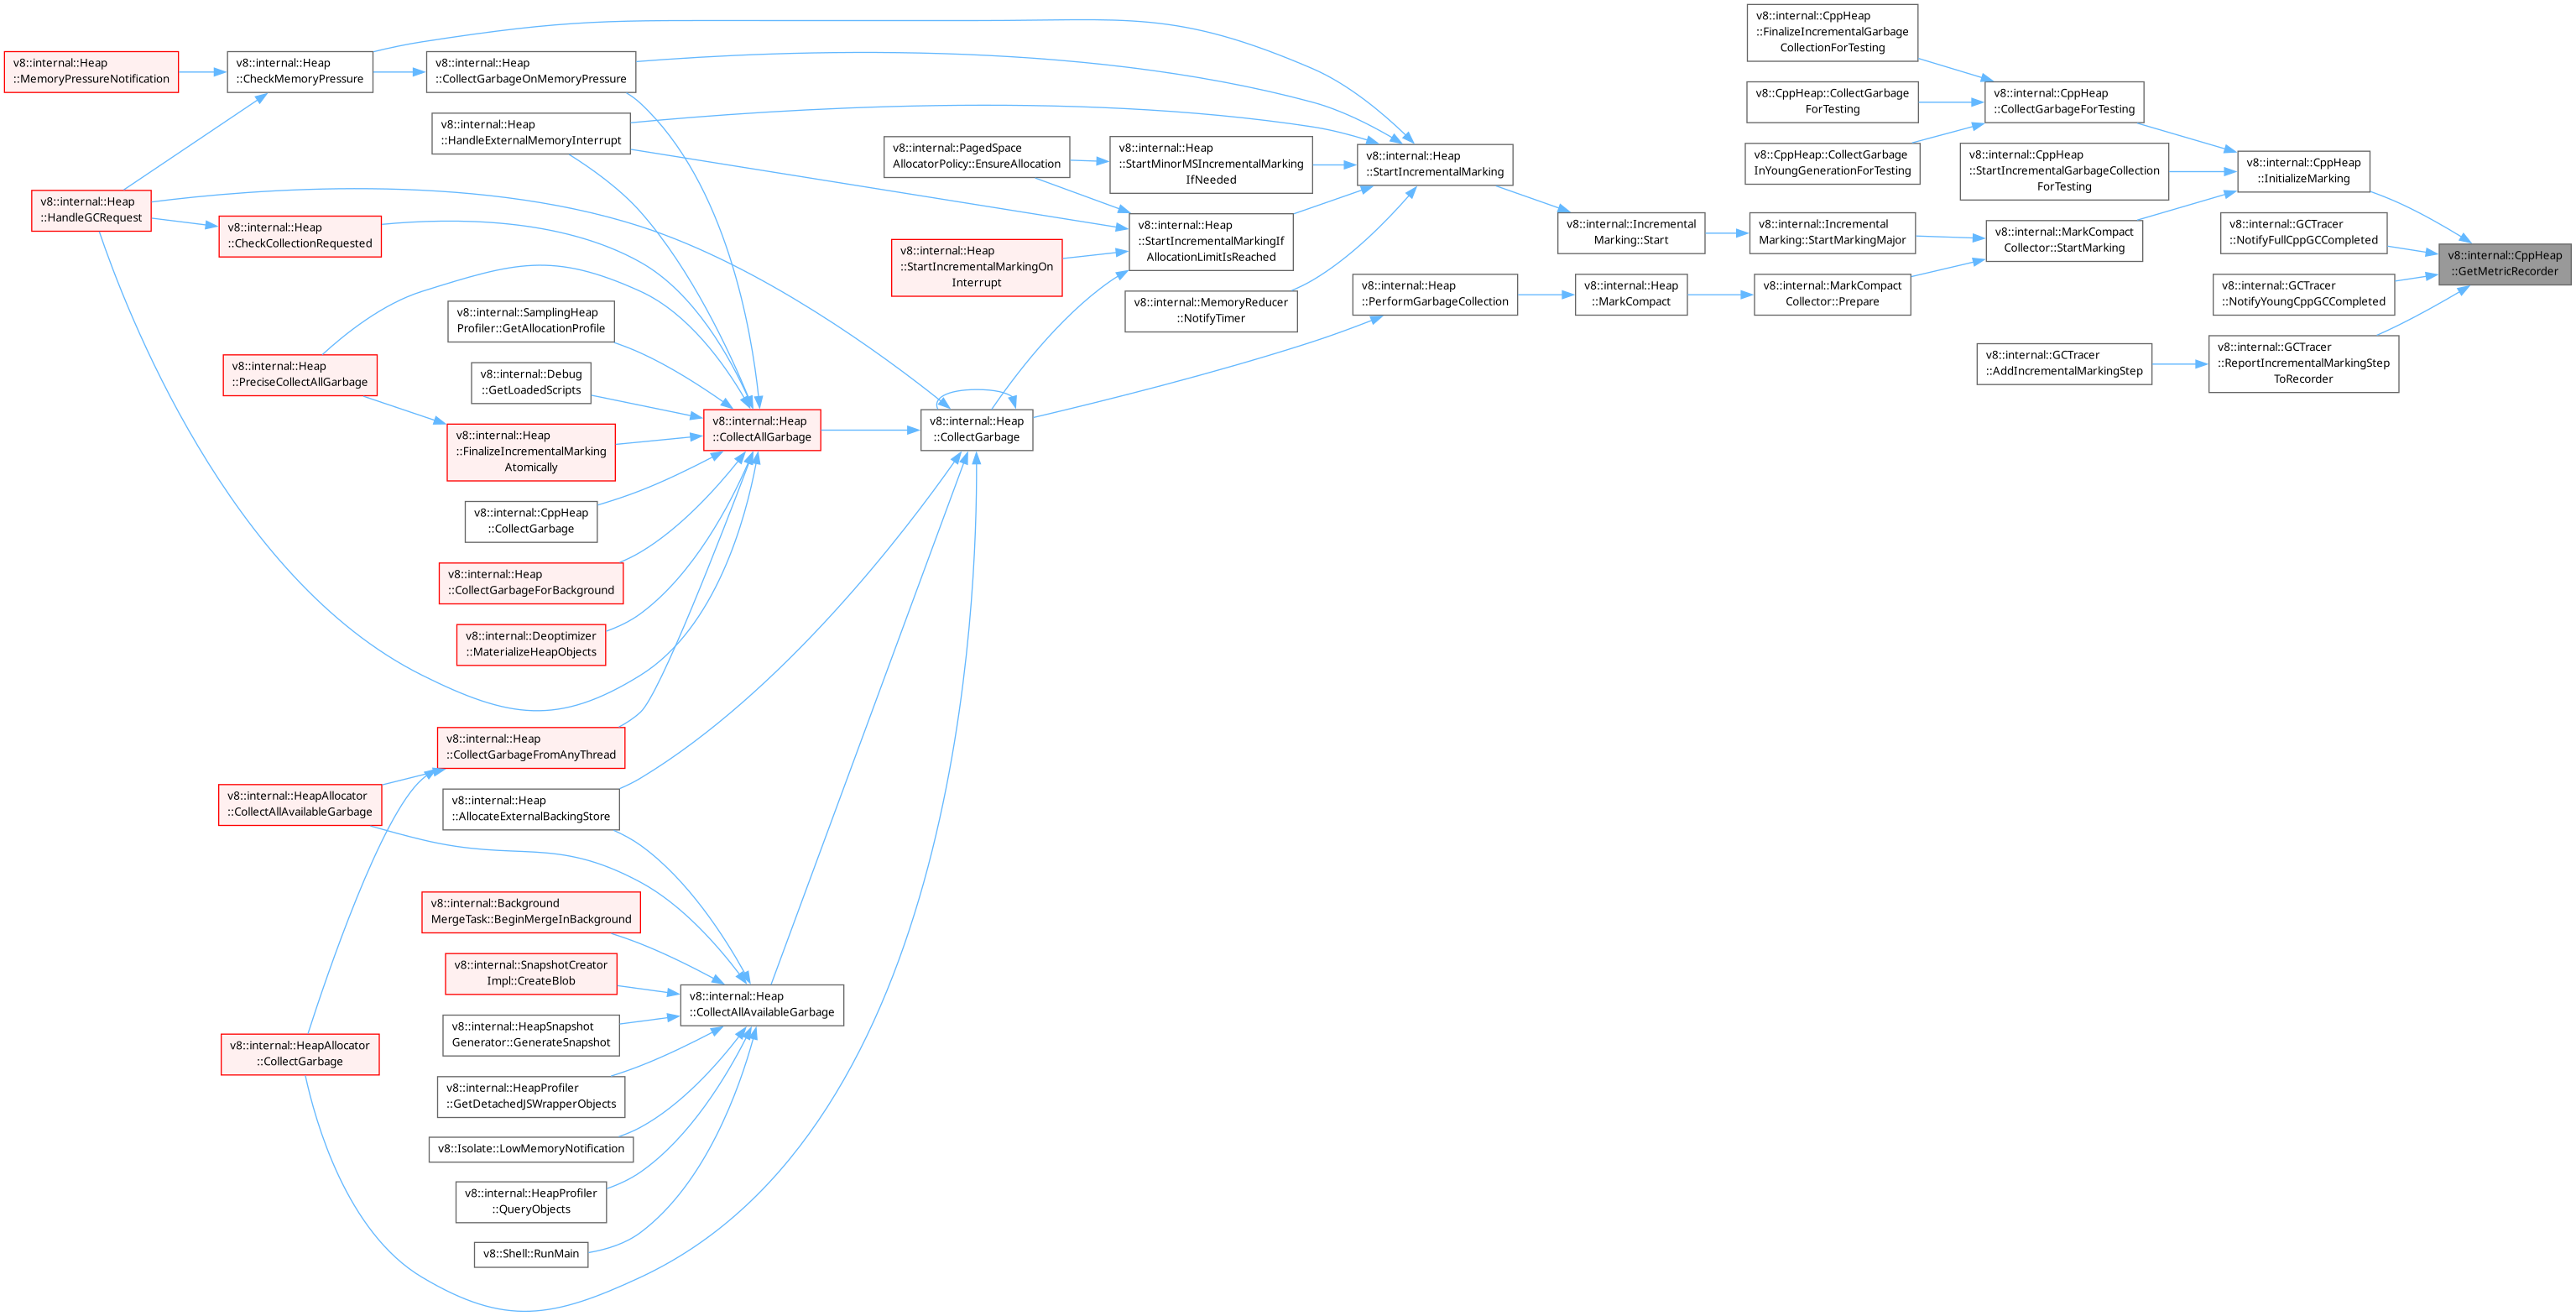 v8::internal::Heap
::MemoryPressureNotification
v8::internal::Heap
::CheckMemoryPressure
v8::internal::Heap
::HandleGCRequest
v8::internal::Heap
::CheckCollectionRequested
v8::internal::Heap
::PreciseCollectAllGarbage
v8::internal::HeapAllocator
::CollectAllAvailableGarbage
v8::internal::HeapAllocator
::CollectGarbage
v8::internal::Heap
::CollectGarbageOnMemoryPressure
v8::internal::Heap
::HandleExternalMemoryInterrupt
v8::internal::SamplingHeap
Profiler::GetAllocationProfile
v8::internal::Debug
::GetLoadedScripts
v8::internal::Heap
::FinalizeIncrementalMarking
Atomically
v8::internal::CppHeap
::CollectGarbage
v8::internal::Heap
::CollectGarbageForBackground
v8::internal::Deoptimizer
::MaterializeHeapObjects
v8::internal::Heap
::CollectGarbageFromAnyThread
v8::internal::Heap
::AllocateExternalBackingStore
v8::internal::Background
MergeTask::BeginMergeInBackground
v8::internal::SnapshotCreator
Impl::CreateBlob
v8::internal::HeapSnapshot
Generator::GenerateSnapshot
v8::internal::HeapProfiler
::GetDetachedJSWrapperObjects
v8::Isolate::LowMemoryNotification
v8::internal::HeapProfiler
::QueryObjects
v8::Shell::RunMain
v8::internal::Heap
::CollectAllGarbage
v8::internal::Heap
::CollectAllAvailableGarbage
v8::internal::PagedSpace
AllocatorPolicy::EnsureAllocation
v8::internal::Heap
::StartIncrementalMarkingOn
Interrupt
v8::internal::Heap
::CollectGarbage
v8::internal::Heap
::StartMinorMSIncrementalMarking
IfNeeded
v8::internal::Heap
::StartIncrementalMarkingIf
AllocationLimitIsReached
v8::internal::MemoryReducer
::NotifyTimer
v8::internal::Heap
::StartIncrementalMarking
v8::internal::Heap
::PerformGarbageCollection
v8::internal::Incremental
Marking::Start
v8::internal::Heap
::MarkCompact
v8::internal::CppHeap
::FinalizeIncrementalGarbage
CollectionForTesting
v8::CppHeap::CollectGarbage
ForTesting
v8::CppHeap::CollectGarbage
InYoungGenerationForTesting
v8::internal::Incremental
Marking::StartMarkingMajor
v8::internal::MarkCompact
Collector::Prepare
v8::internal::CppHeap
::CollectGarbageForTesting
v8::internal::CppHeap
::StartIncrementalGarbageCollection
ForTesting
v8::internal::MarkCompact
Collector::StartMarking
v8::internal::GCTracer
::AddIncrementalMarkingStep
v8::internal::CppHeap
::InitializeMarking
v8::internal::GCTracer
::NotifyFullCppGCCompleted
v8::internal::GCTracer
::NotifyYoungCppGCCompleted
v8::internal::GCTracer
::ReportIncrementalMarkingStep
ToRecorder
v8::internal::CppHeap
::GetMetricRecorder